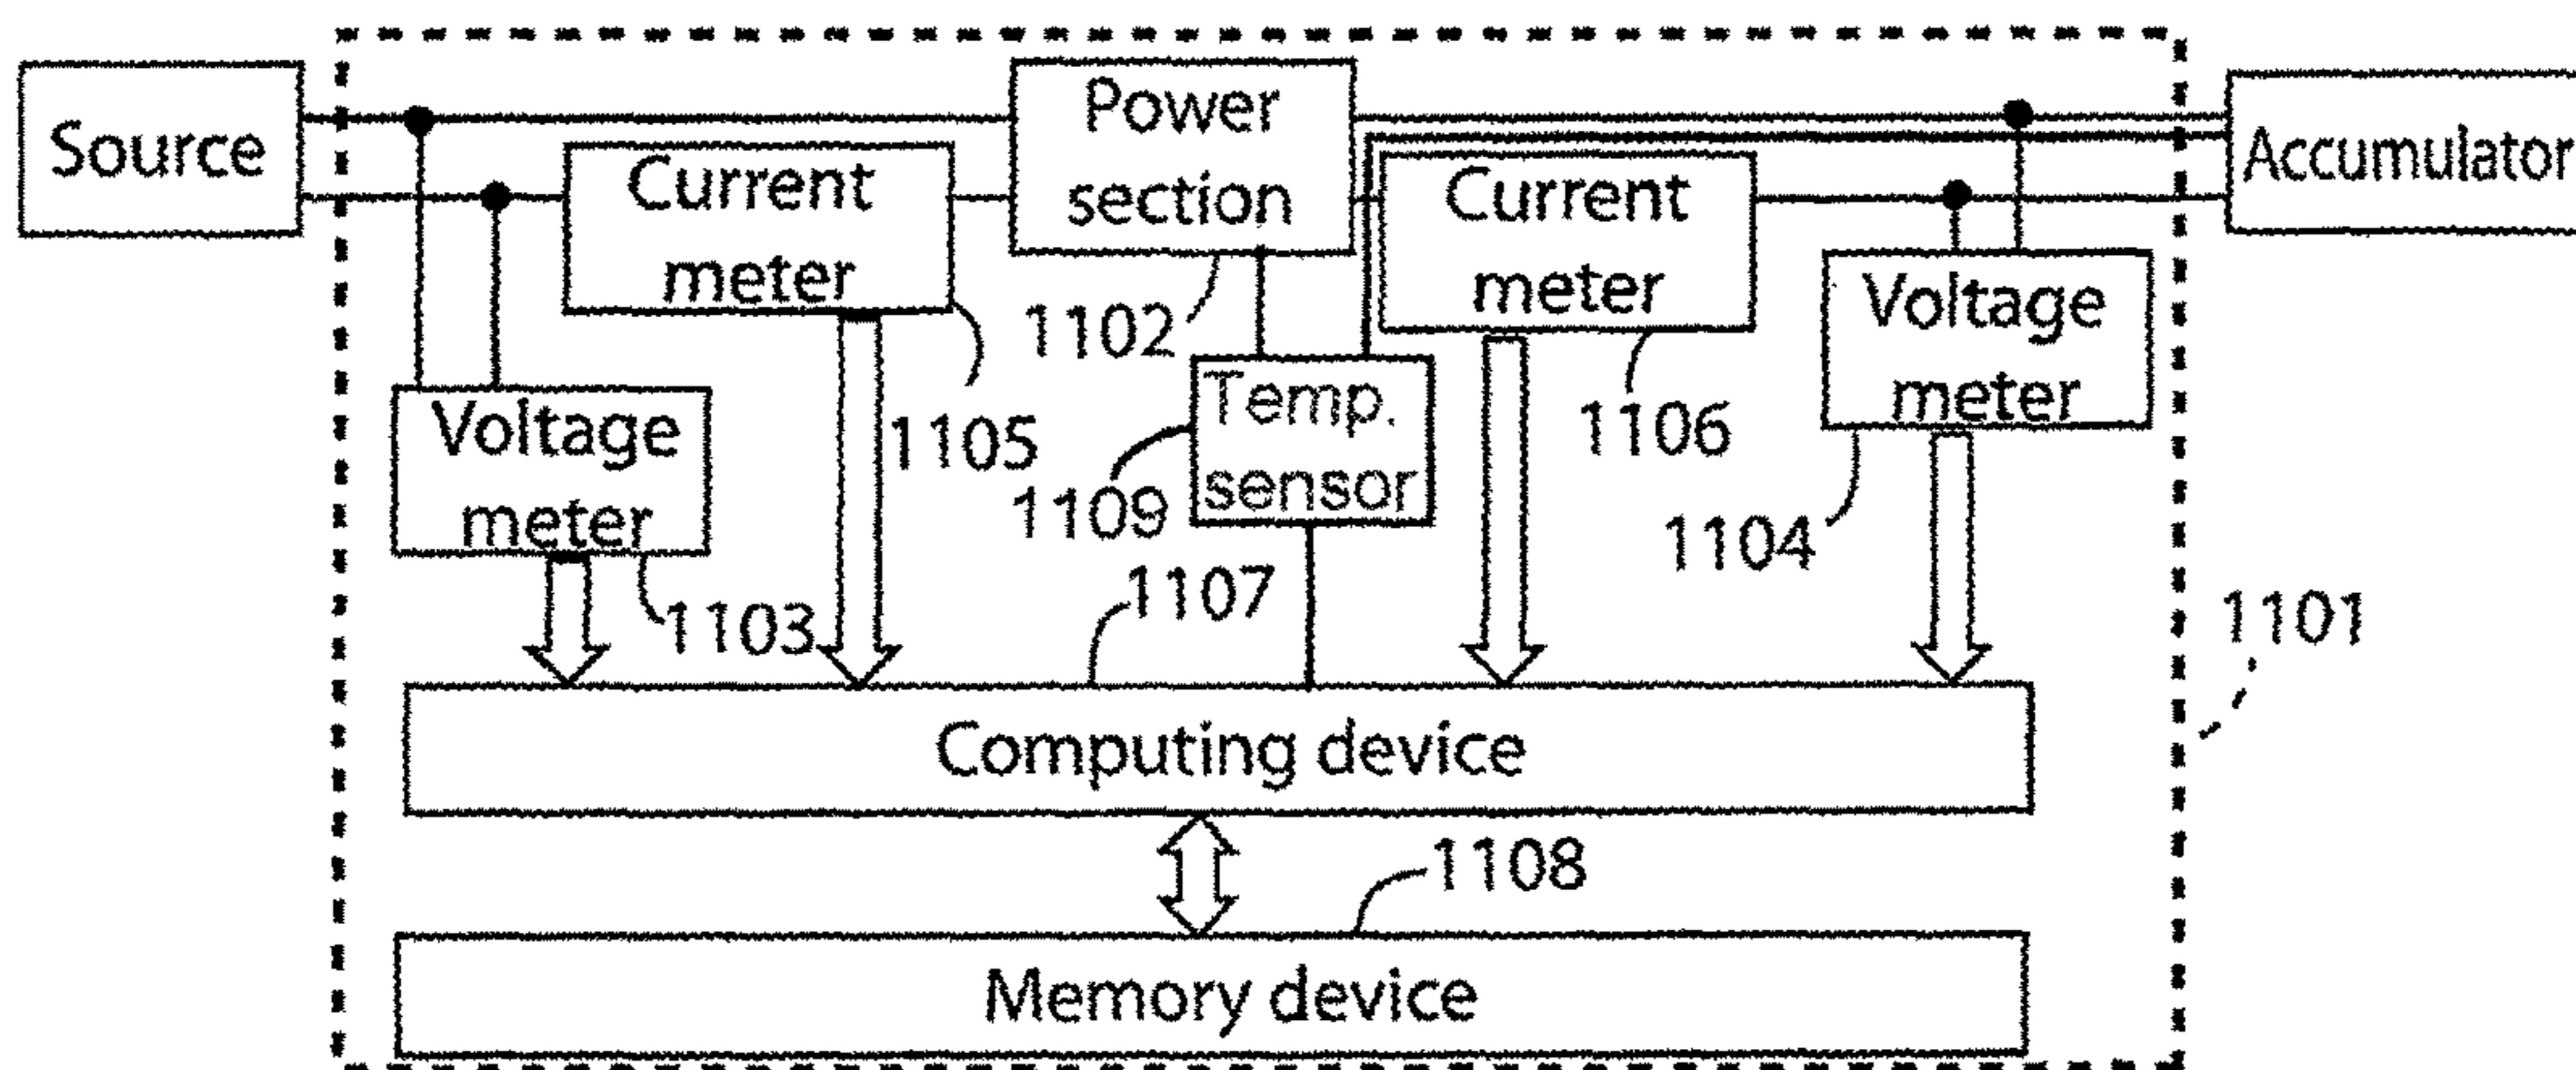 Source
Power
section
Current
meter
Current
meter
Accumulator
Voltage
meter
1102
Temp.
sensor
1105
1106
Voltage
meter
1109
1104
1103
1107
1101
Computing device
1108
Memory device